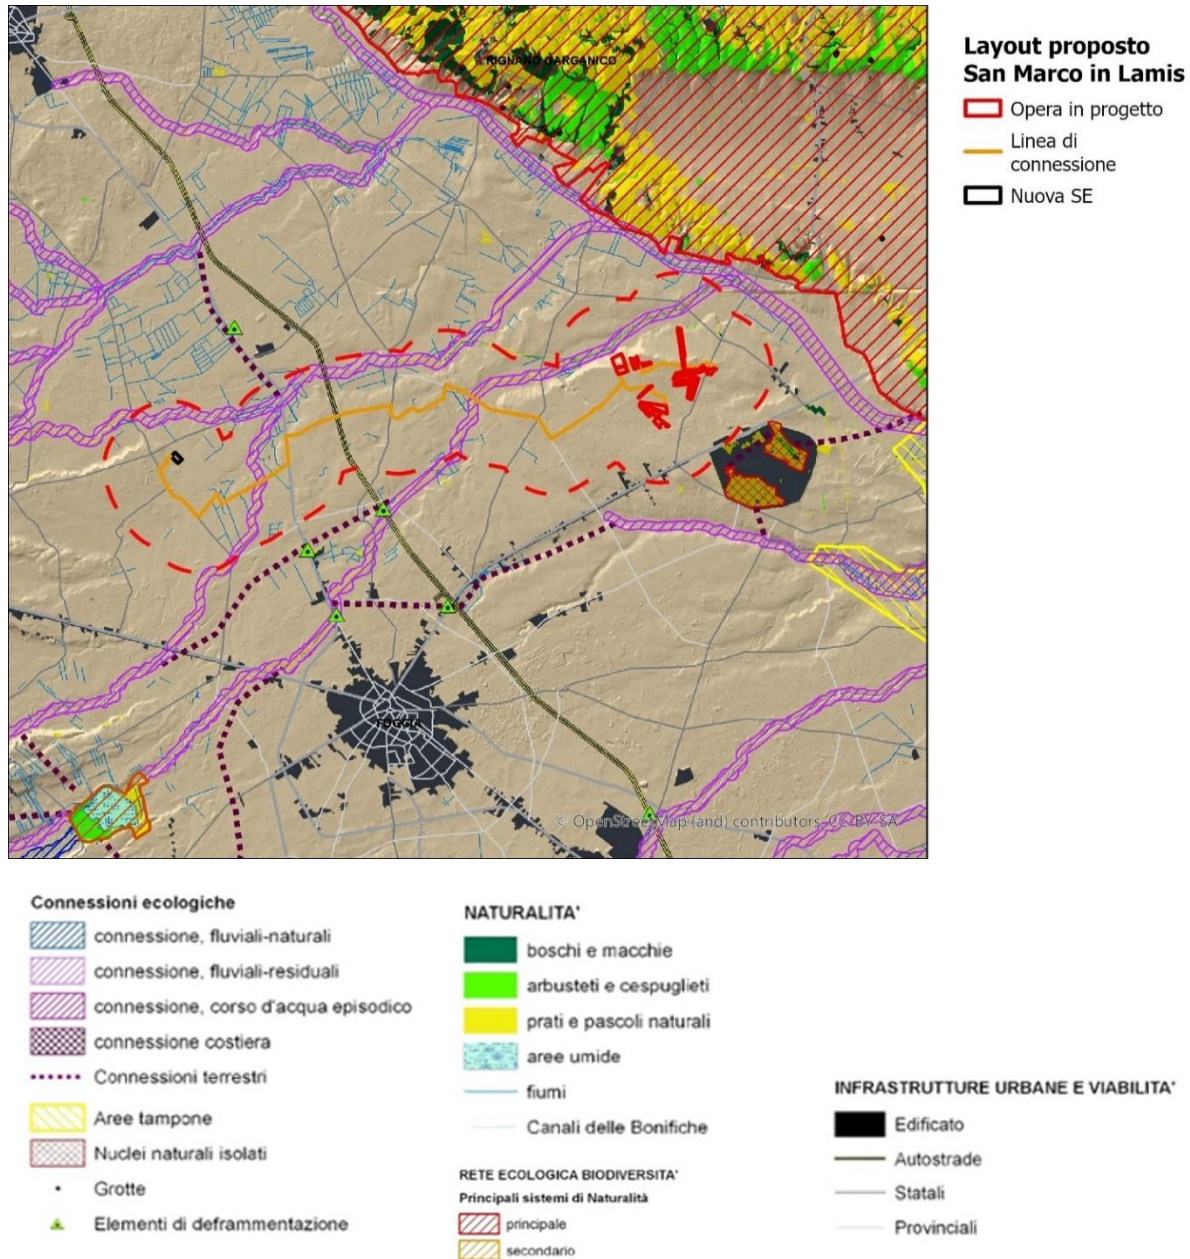 RIGNANO GARGANICO
FOGGIA
© OpenStreetMap (and) contributors, CC-BY-SA
Layout proposto
San Marco in Lamis
Opera in progetto
Linea di
connessione
Nuova SE
Connessioni ecologiche
connessione, fluviali-naturali
connessione, fluviali-residuali
connessione, corso d'acqua episodico
connessione costiera
Connessioni terrestri
Aree tampone
Nuclei naturali isolati
Grotte
Elementi di deframmentazione
NATURALITA'
boschi e macchie
arbusteti e cespuglieti
prati e pascoli naturali
aree umide
fiumi
Canali delle Bonifiche
RETE ECOLOGICA BIODIVERSITA'
Principali sistemi di Naturalità
principale
secondario
INFRASTRUTTURE URBANE E VIABILITA'
Edificato
Autostrade
Statali
Provinciali